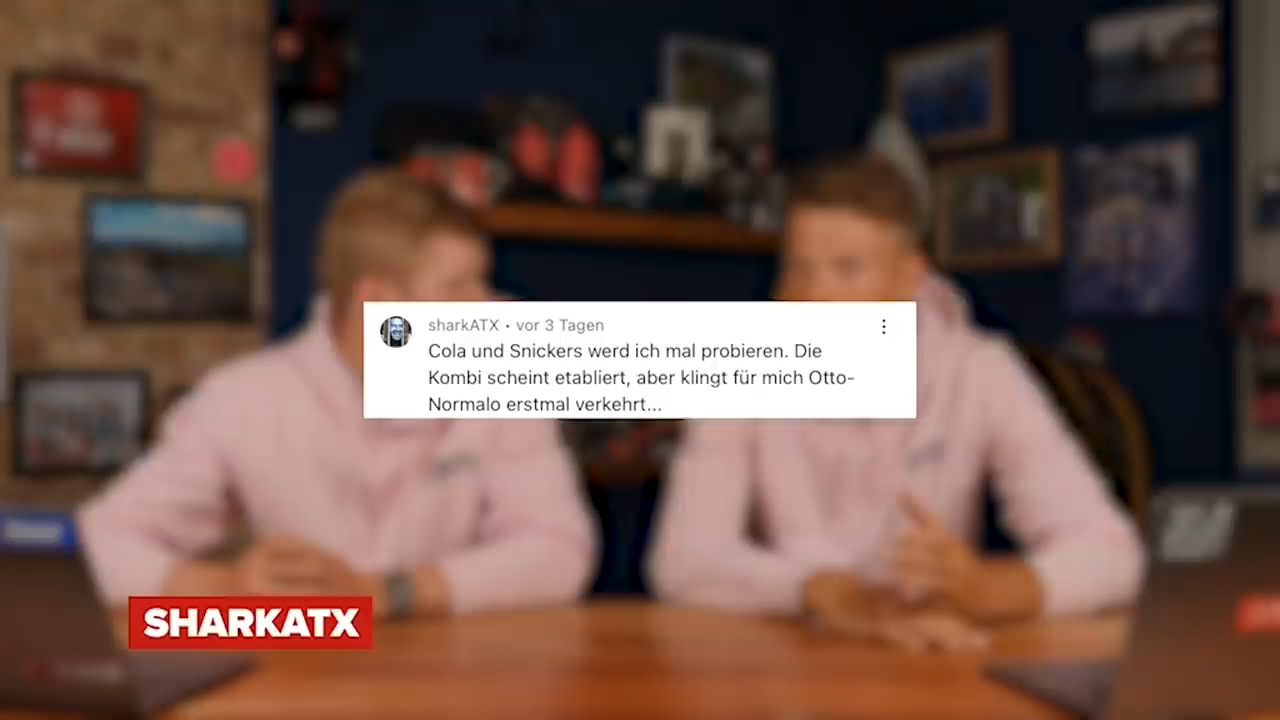 sharkATX • vor 3 Tagen
Cola und Snickers werd ich mal probieren. Die
Kombi scheint etabliert, aber klingt für mich Otto-
Normalo erstmal verkehrt...
SHARKATX